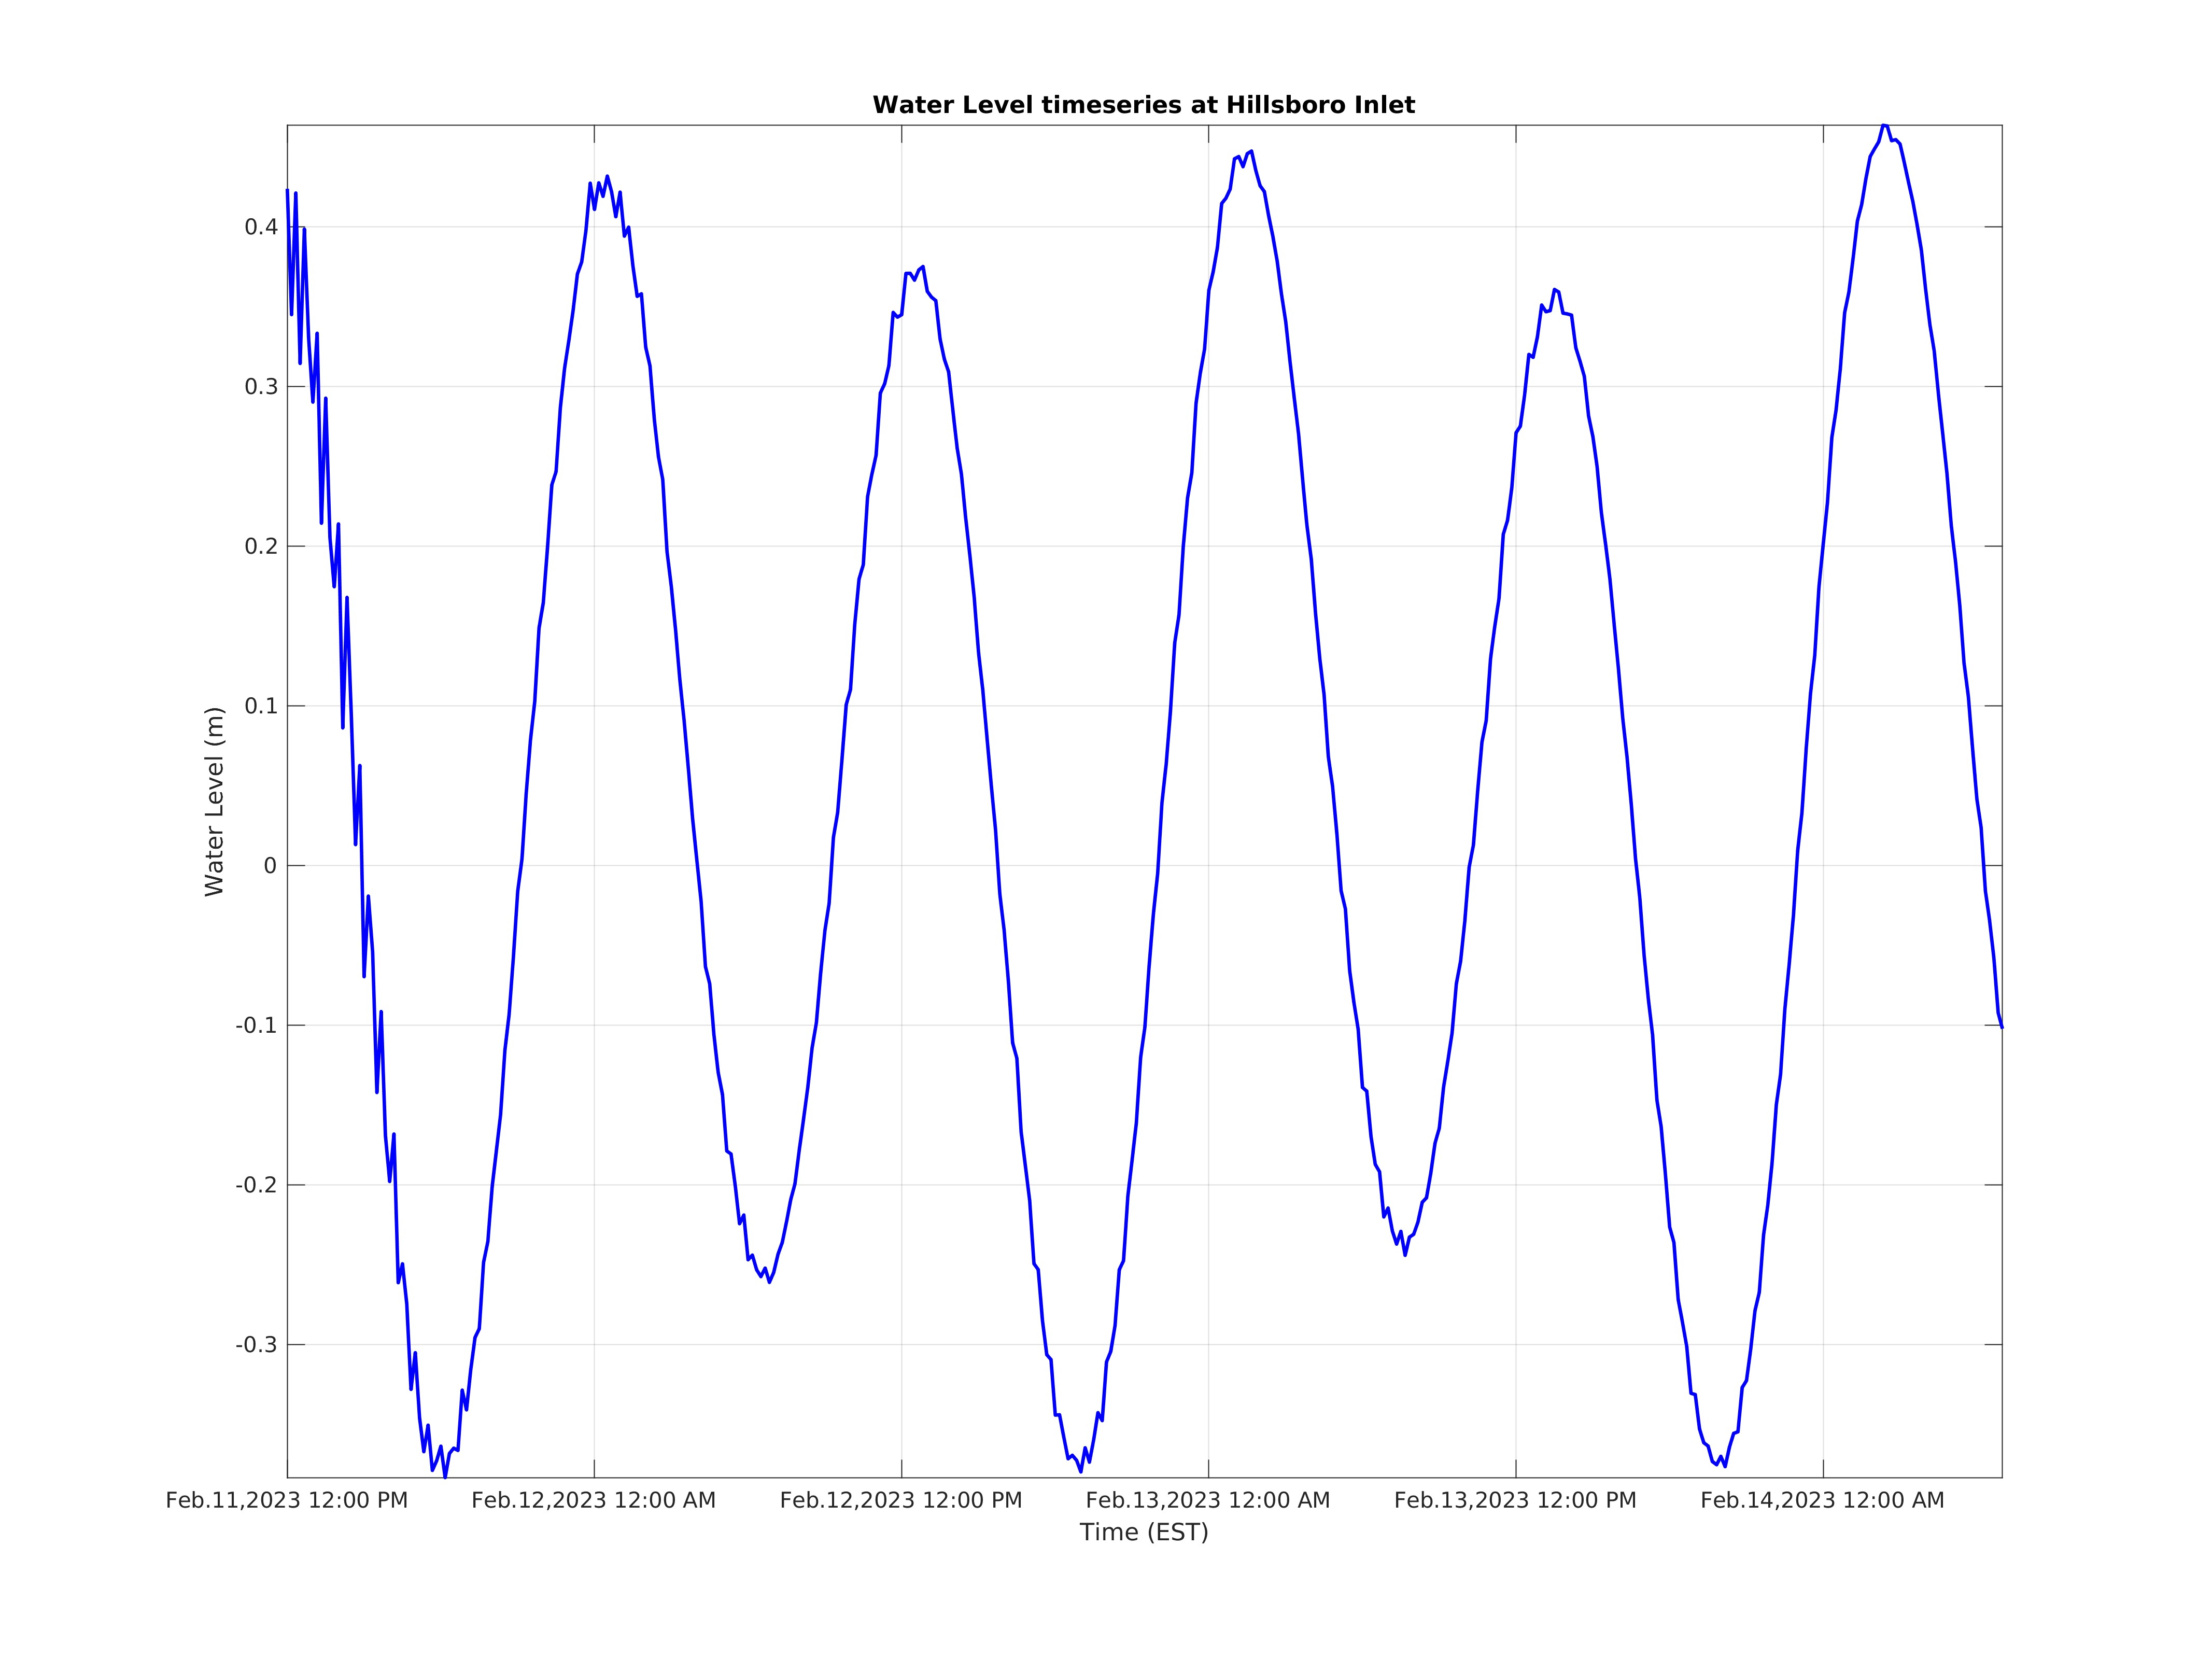 Water Level timeseries at Hillsboro Inlet
0.4
0.3
0.2
0.1
0
-0.1
-0.2
-0.3
Water Level (m)
Feb.11,2023 12:00 PM
Feb.12,2023 12:00 AM
Feb.12,2023 12:00 PM
Feb.13,2023 12:00 AM
Feb.13,2023 12:00 PM
Feb.14,2023 12:00 AM
Time (EST)